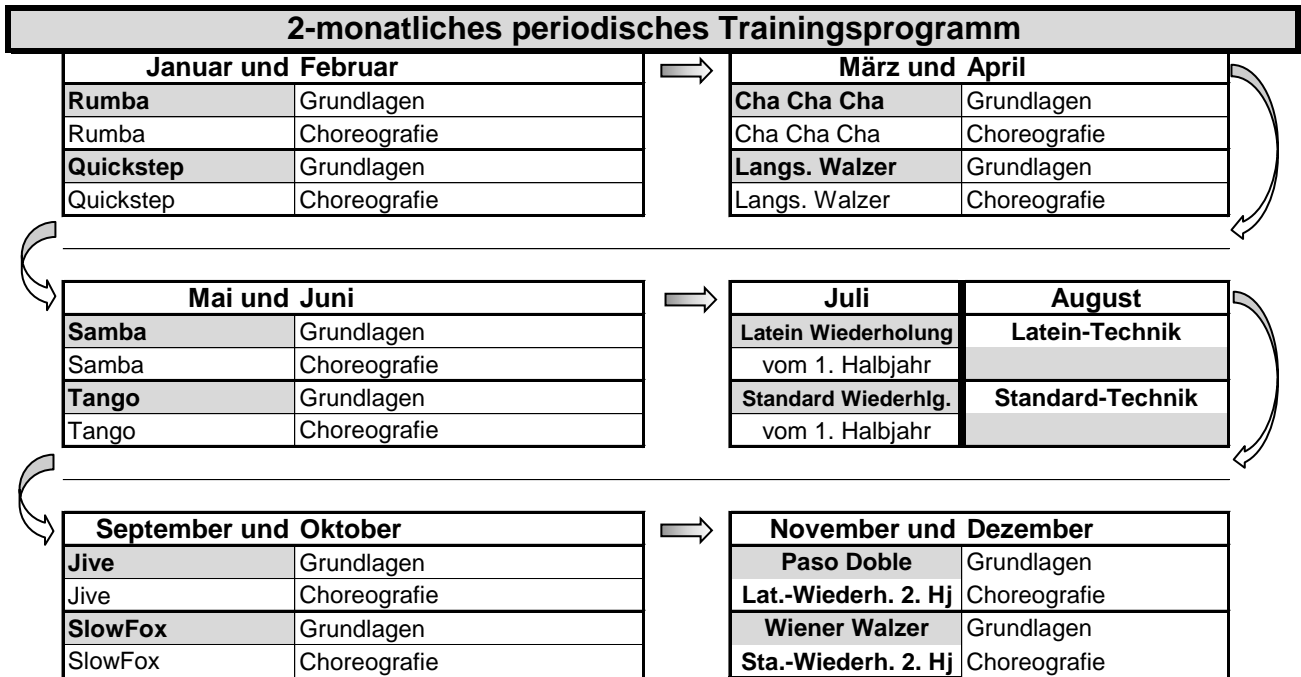 2-monatliches periodisches Trainingsprogramm
Januar und Februar
Rumba Grundlagen
Rumba Choreografie
Quickstep Grundlagen
Quickstep Choreografie
März und April
Cha Cha Cha Grundlagen
Cha Cha Cha Choreografie
Langs. Walzer Grundlagen
Langs. Walzer Choreografie
Mai und Juni
Samba Grundlagen
Samba Choreografie
Tango Grundlagen
Tango Choreografie
Juli August
Latein Wiederholung Latein-Technik
vom 1. Halbjahr
Standard Wiederhlg. Standard-Technik
vom 1. Halbjahr
September und Oktober
Jive Grundlagen
Jive Choreografie
SlowFox Grundlagen
SlowFox Choreografie
November und Dezember
Paso Doble Grundlagen
Lat.-Wiederh. 2. Hj Choreografie
Wiener Walzer Grundlagen
Sta.-Wiederh. 2. Hj Choreografie